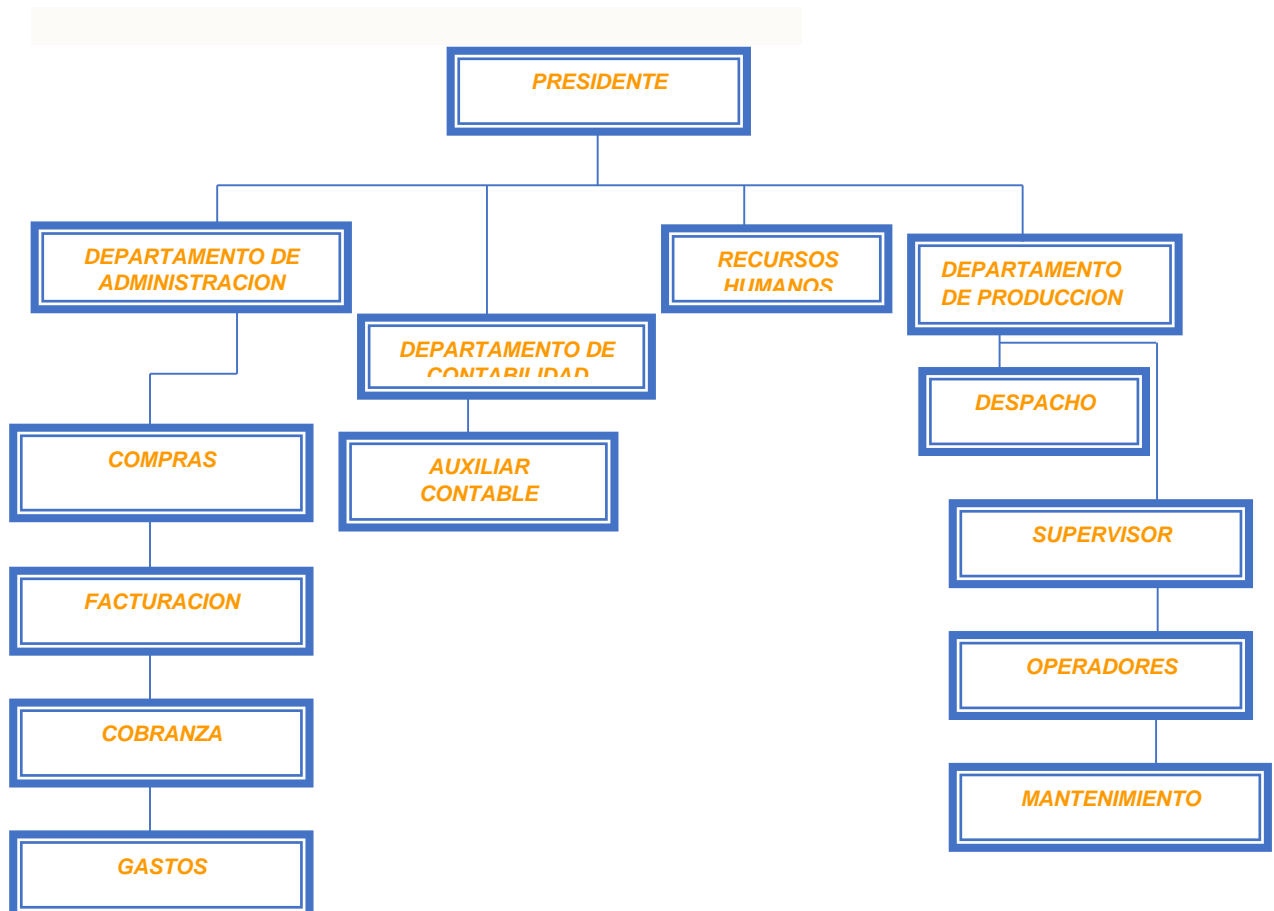 PRESIDENTE
DEPARTAMENTO DE
ADMINISTRACION
RECURSOS
HUMANOS
DEPARTAMENTO
DE PRODUCCION
DEPARTAMENTO DE
CONTABILIDAD
DESPACHO
COMPRAS
AUXILIAR
CONTABLE
SUPERVISOR
FACTURACION
OPERADORES
COBRANZA
MANTENIMIENTO
GASTOS